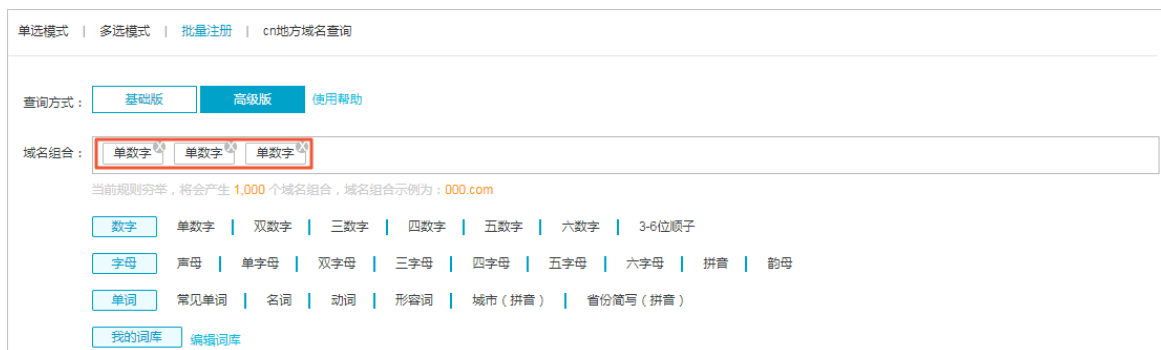 单选模式 | 多选模式 | 批量注册 | cn地方域名查询
查询方式： 基础版 高级版 使用帮助
域名组合： 单数字 X 单数字 X 单数字 X
当前规则穷举，将会产生 1,000 个域名组合，域名组合示例为：000.com
数字 单数字 | 双数字 | 三数字 | 四数字 | 五数字 | 六数字 | 3-6位顺子
字母 声母 | 单字母 | 双字母 | 三字母 | 四字母 | 五字母 | 六字母 | 拼音 | 韵母
单词 常见单词 | 名词 | 动词 | 形容词 | 城市（拼音） | 省份简写（拼音）
我的词库 编辑词库